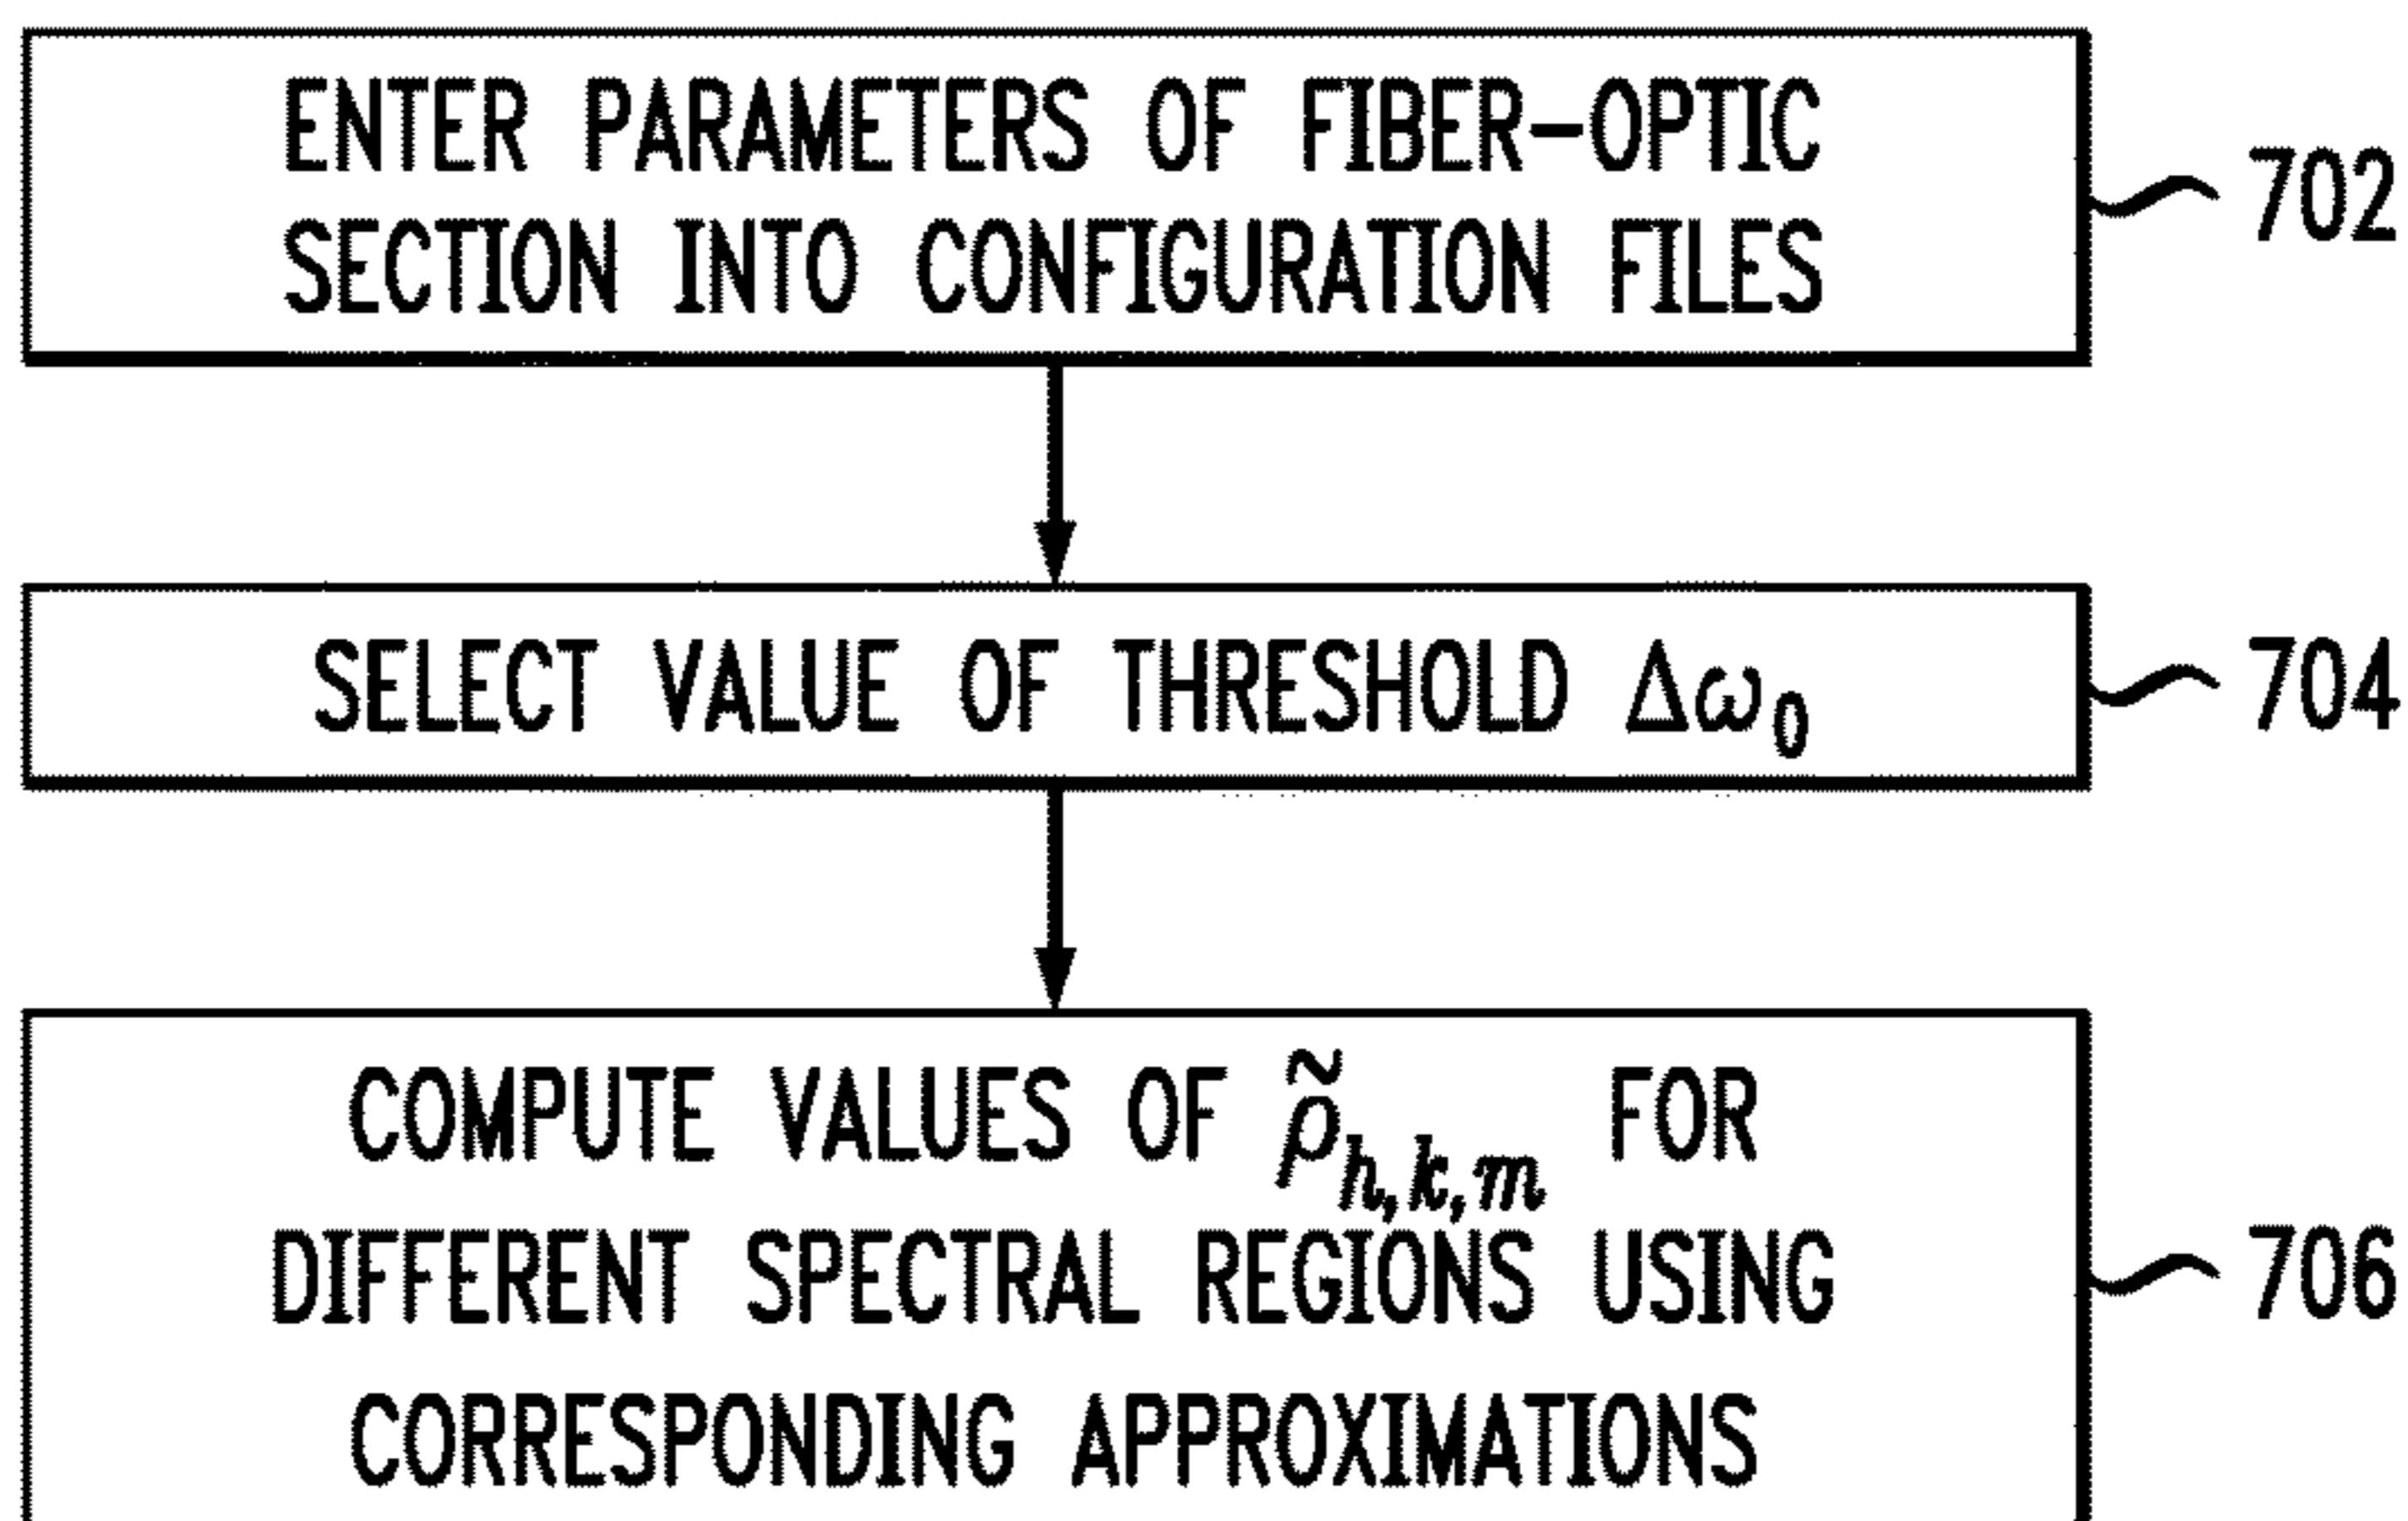 ENTER PARAMETERS OF FIBER-OPTIC
SECTION INTO CONFIGURATION FILES
702
SELECT VALUE OF THRESHOLD Δω₀
704
COMPUTE VALUES OF ρ̃ₕ,ₖ,ₘ FOR
DIFFERENT SPECTRAL REGIONS USING
CORRESPONDING APPROXIMATIONS
706